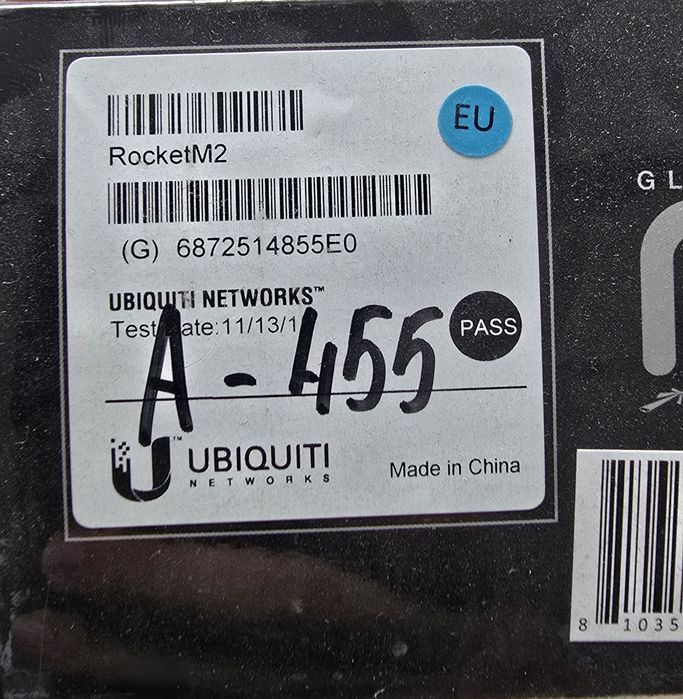 EU
RocketM2
(G) 6872514855E0
UBIQUITI NETWORKS™
Test Date:11/13/1
PASS
A - 455
UBIQUITI™
NETWORKS
Made in China
GL
8 1035